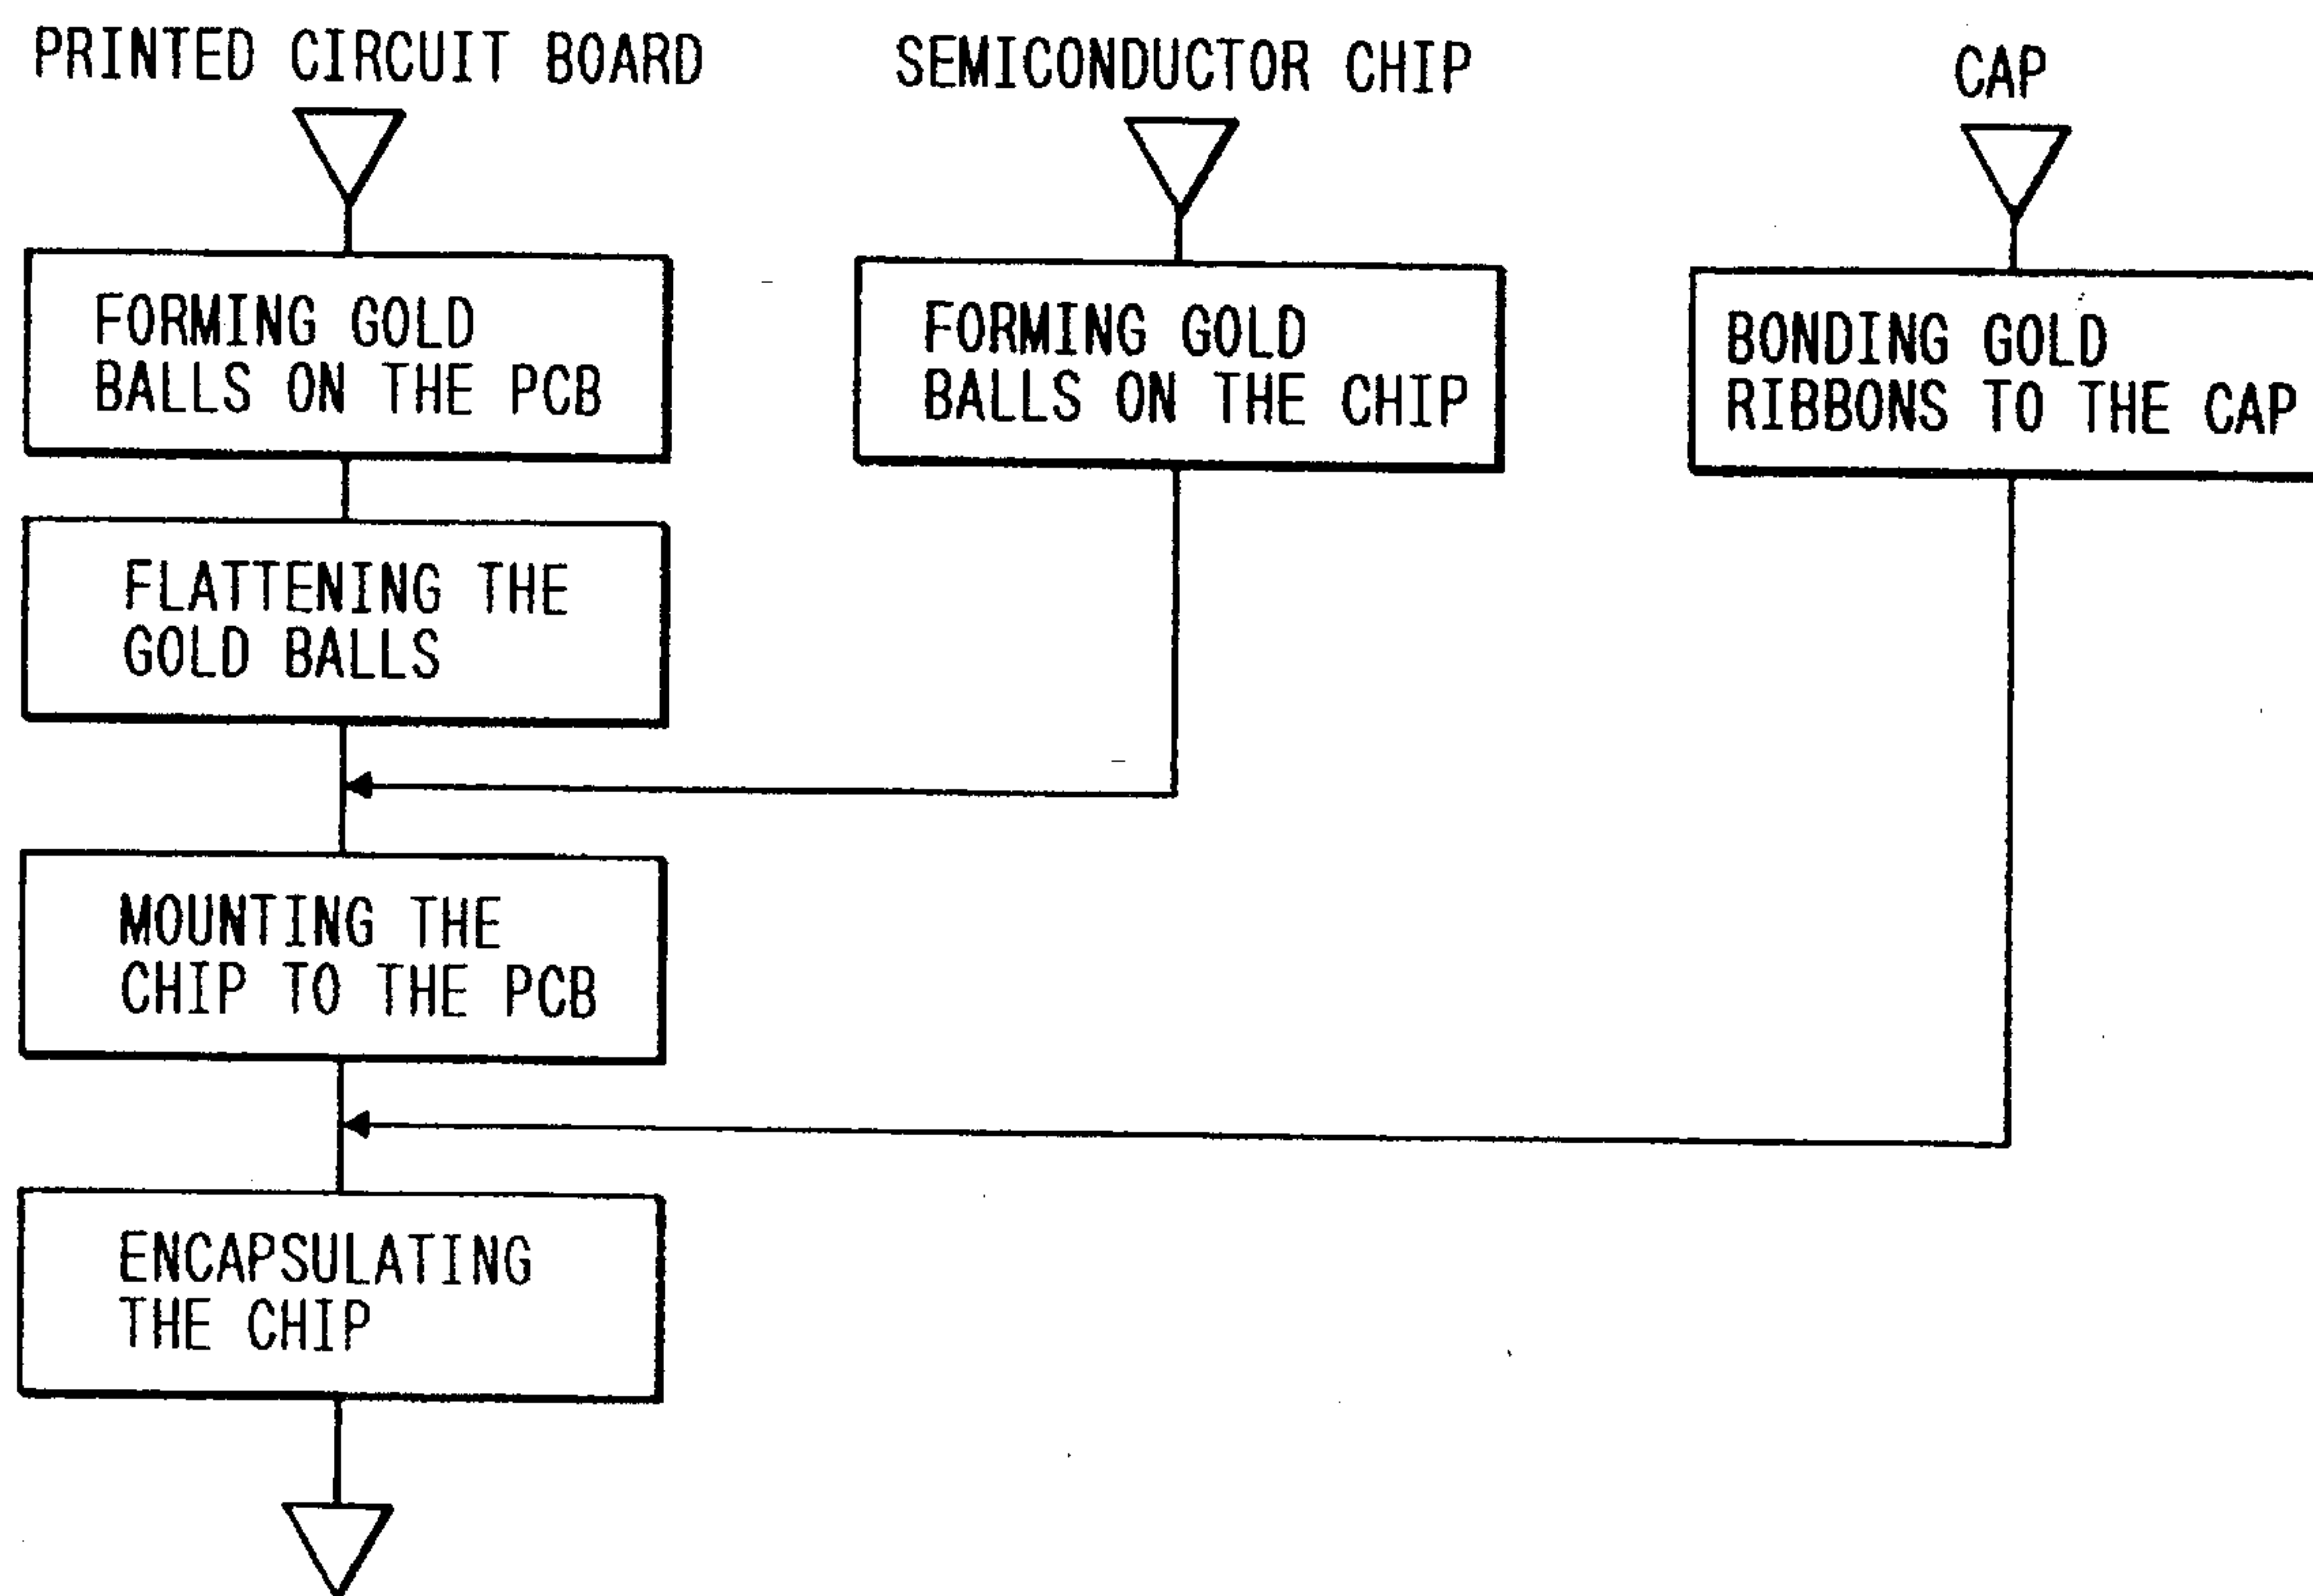 PRINTED CIRCUIT BOARD
SEMICONDUCTOR CHIP
CAP
FORMING GOLD
BALLS ON THE PCB
FORMING GOLD
BALLS ON THE CHIP
BONDING GOLD
RIBBONS TO THE CAP
FLATTENING THE
GOLD BALLS
MOUNTING THE
CHIP TO THE PCB
ENCAPSULATING
THE CHIP